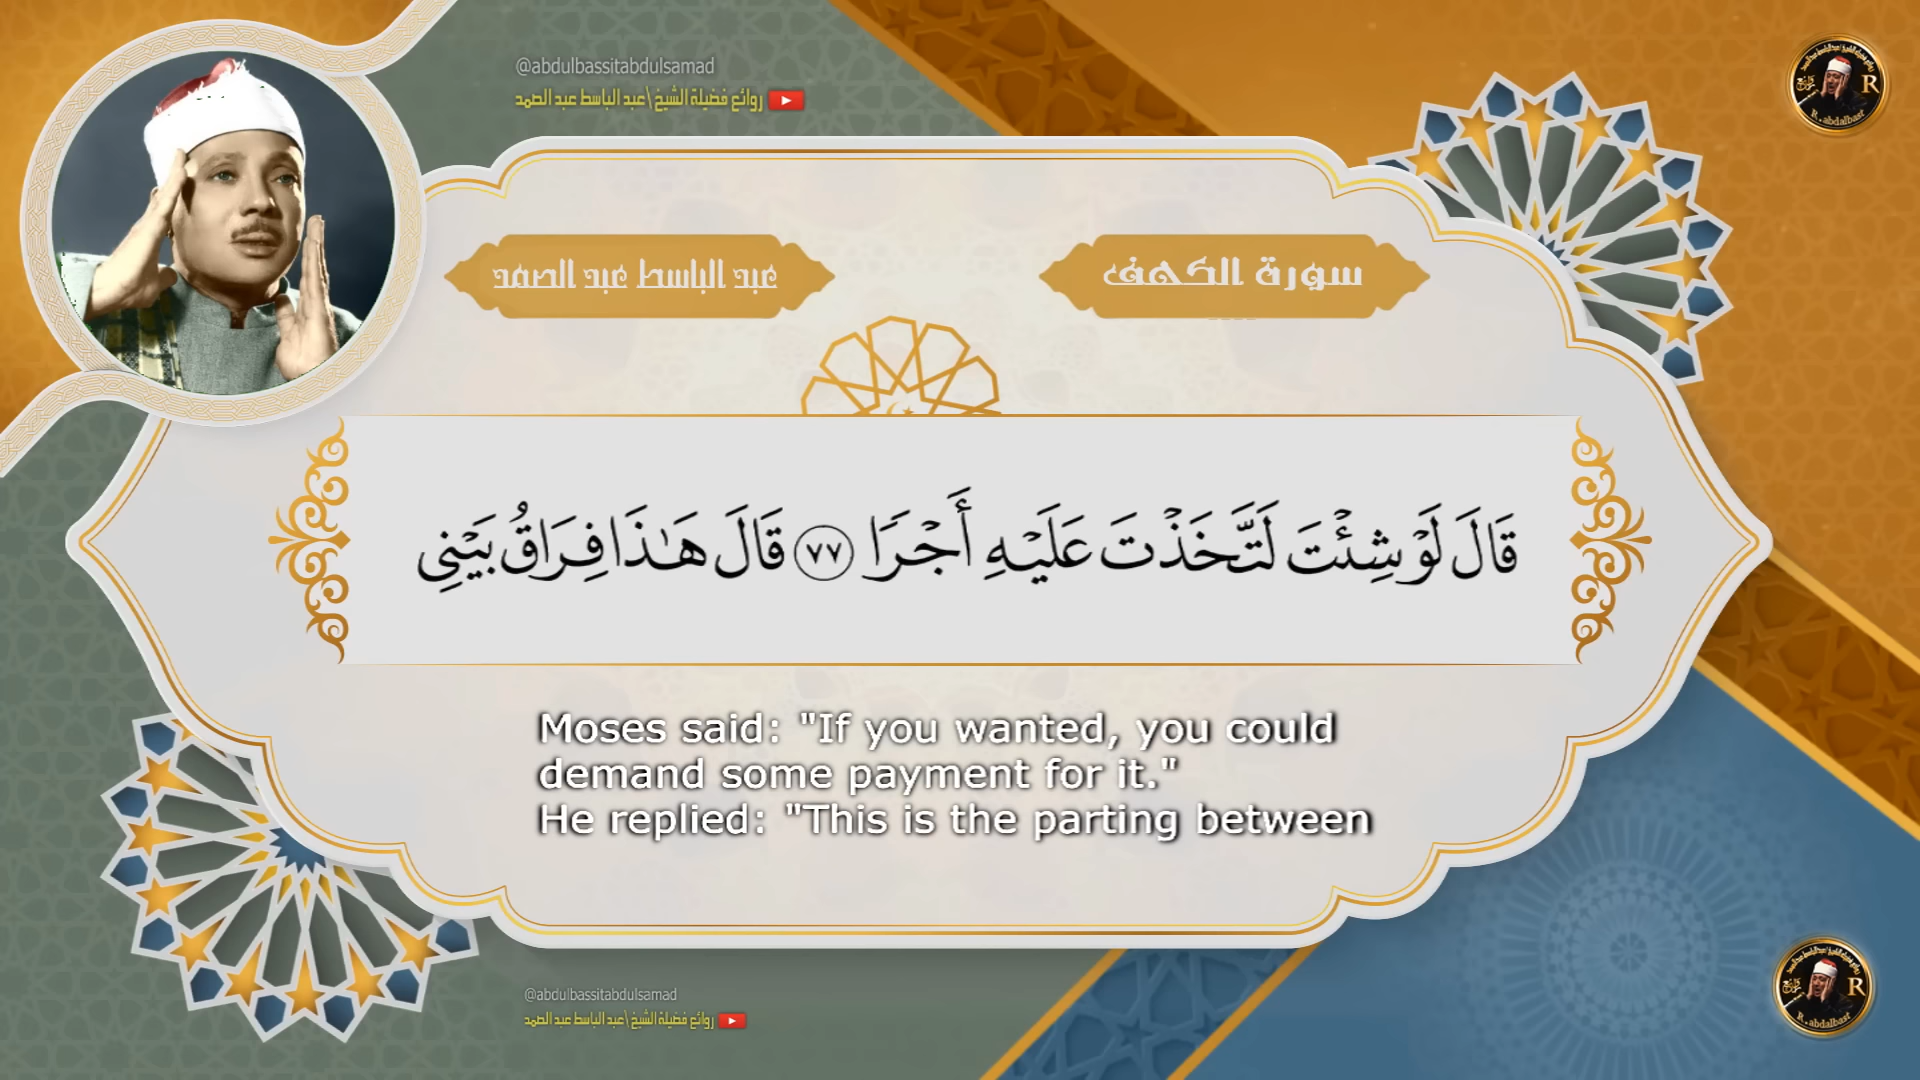 @abdulbassitabdulsamad
روائع فضيلة الشيخ \ عبد الباسط عبد الصمد
سورة الكهف
عبد الباسط عبد الصمد
قَالَ لَوْ شِئْتَ لَتَّخَذْتَ عَلَيْهِ أَجْرًا ٧٧ قَالَ هَٰذَا فِرَاقُ بَيْنِي
Moses said: "If you wanted, you could
demand some payment for it."
He replied: "This is the parting between
@abdulbassitabdulsamad
روائع فضيلة الشيخ \ عبد الباسط عبد الصمد
R
R.abdalbast
R
R.abdalbast